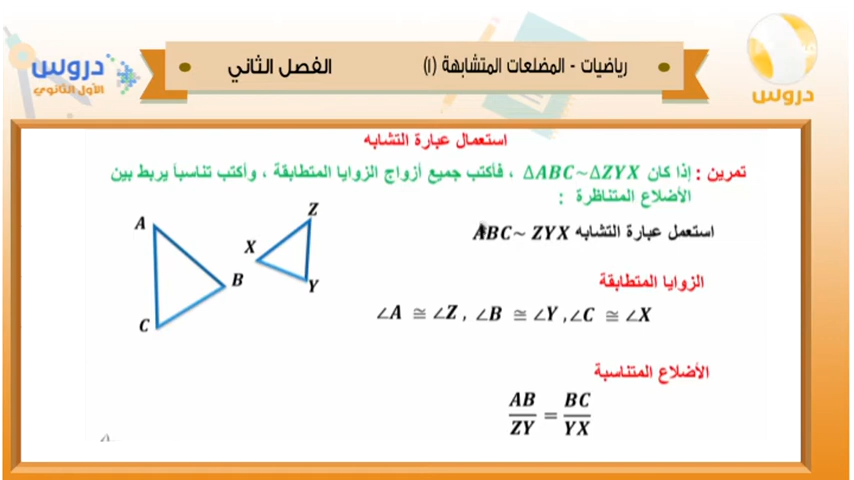 دروس
الأول الثانوي
رياضيات - المضلعات المتشابهة (١)
الفصل الثاني
دروس
استعمال عبارة التشابه
تمرين : إذا كان ΔABC~ΔZYX ، فأكتب جميع أزواج الزوايا المتطابقة ، وأكتب تناسبأ يربط بين
الأضلاع المتناظرة :
استعمل عبارة التشابه ABC~ ZYX
الزوايا المتطابقة
∠A ≅ ∠Z , ∠B ≅ ∠Y ,∠C ≅ ∠X
الأضلاع المتناسبة
AB/ZY = BC/YX
A
B
C
Z
X
Y